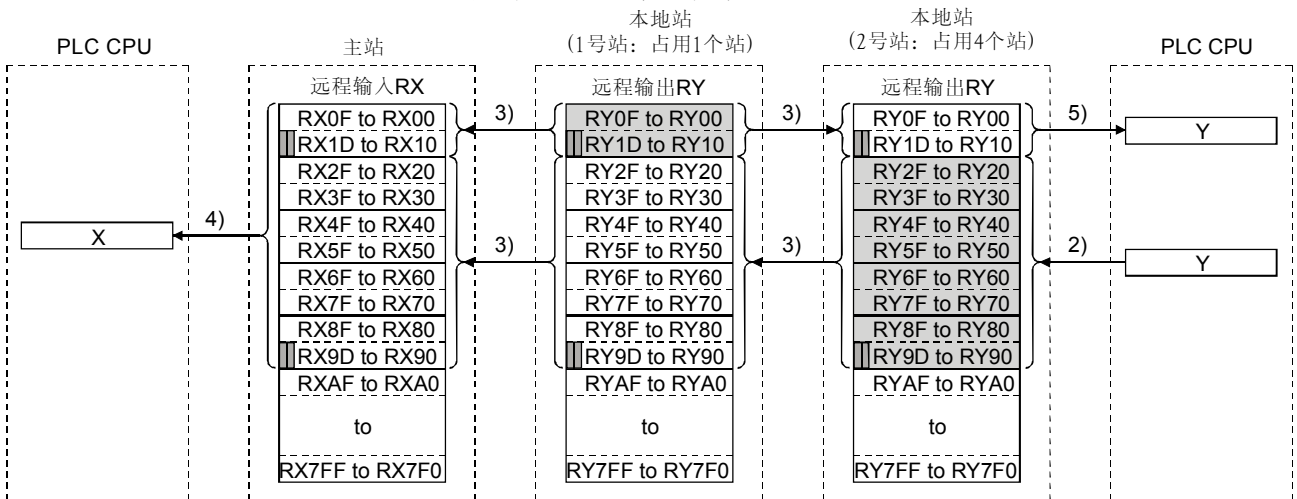 本地站 本地站
PLC CPU 主站 (1号站：占用1个站) (2号站：占用4个站) PLC CPU
远程输入RX 远程输出RY 远程输出RY
RX0F to RX00 3) RY0F to RY00 3) RY0F to RY00 5)
RX1D to RX10 RY1D to RY10 RY1D to RY10 Y
RX2F to RX20 RY2F to RY20 RY2F to RY20
RX3F to RX30 RY3F to RY30 RY3F to RY30
4) RX4F to RX40 RY4F to RY40 RY4F to RY40
X RX5F to RX50 3) RY5F to RY50 3) RY5F to RY50 2)
RX6F to RX60 RY6F to RY60 RY6F to RY60 Y
RX7F to RX70 RY7F to RY70 RY7F to RY70
RX8F to RX80 RY8F to RY80 RY8F to RY80
RX9D to RX90 RY9D to RY90 RY9D to RY90
RXAF to RXA0 RYAF to RYA0 RYAF to RYA0
to to to
RX7FF to RX7F0 RY7FF to RY7F0 RY7FF to RY7F0